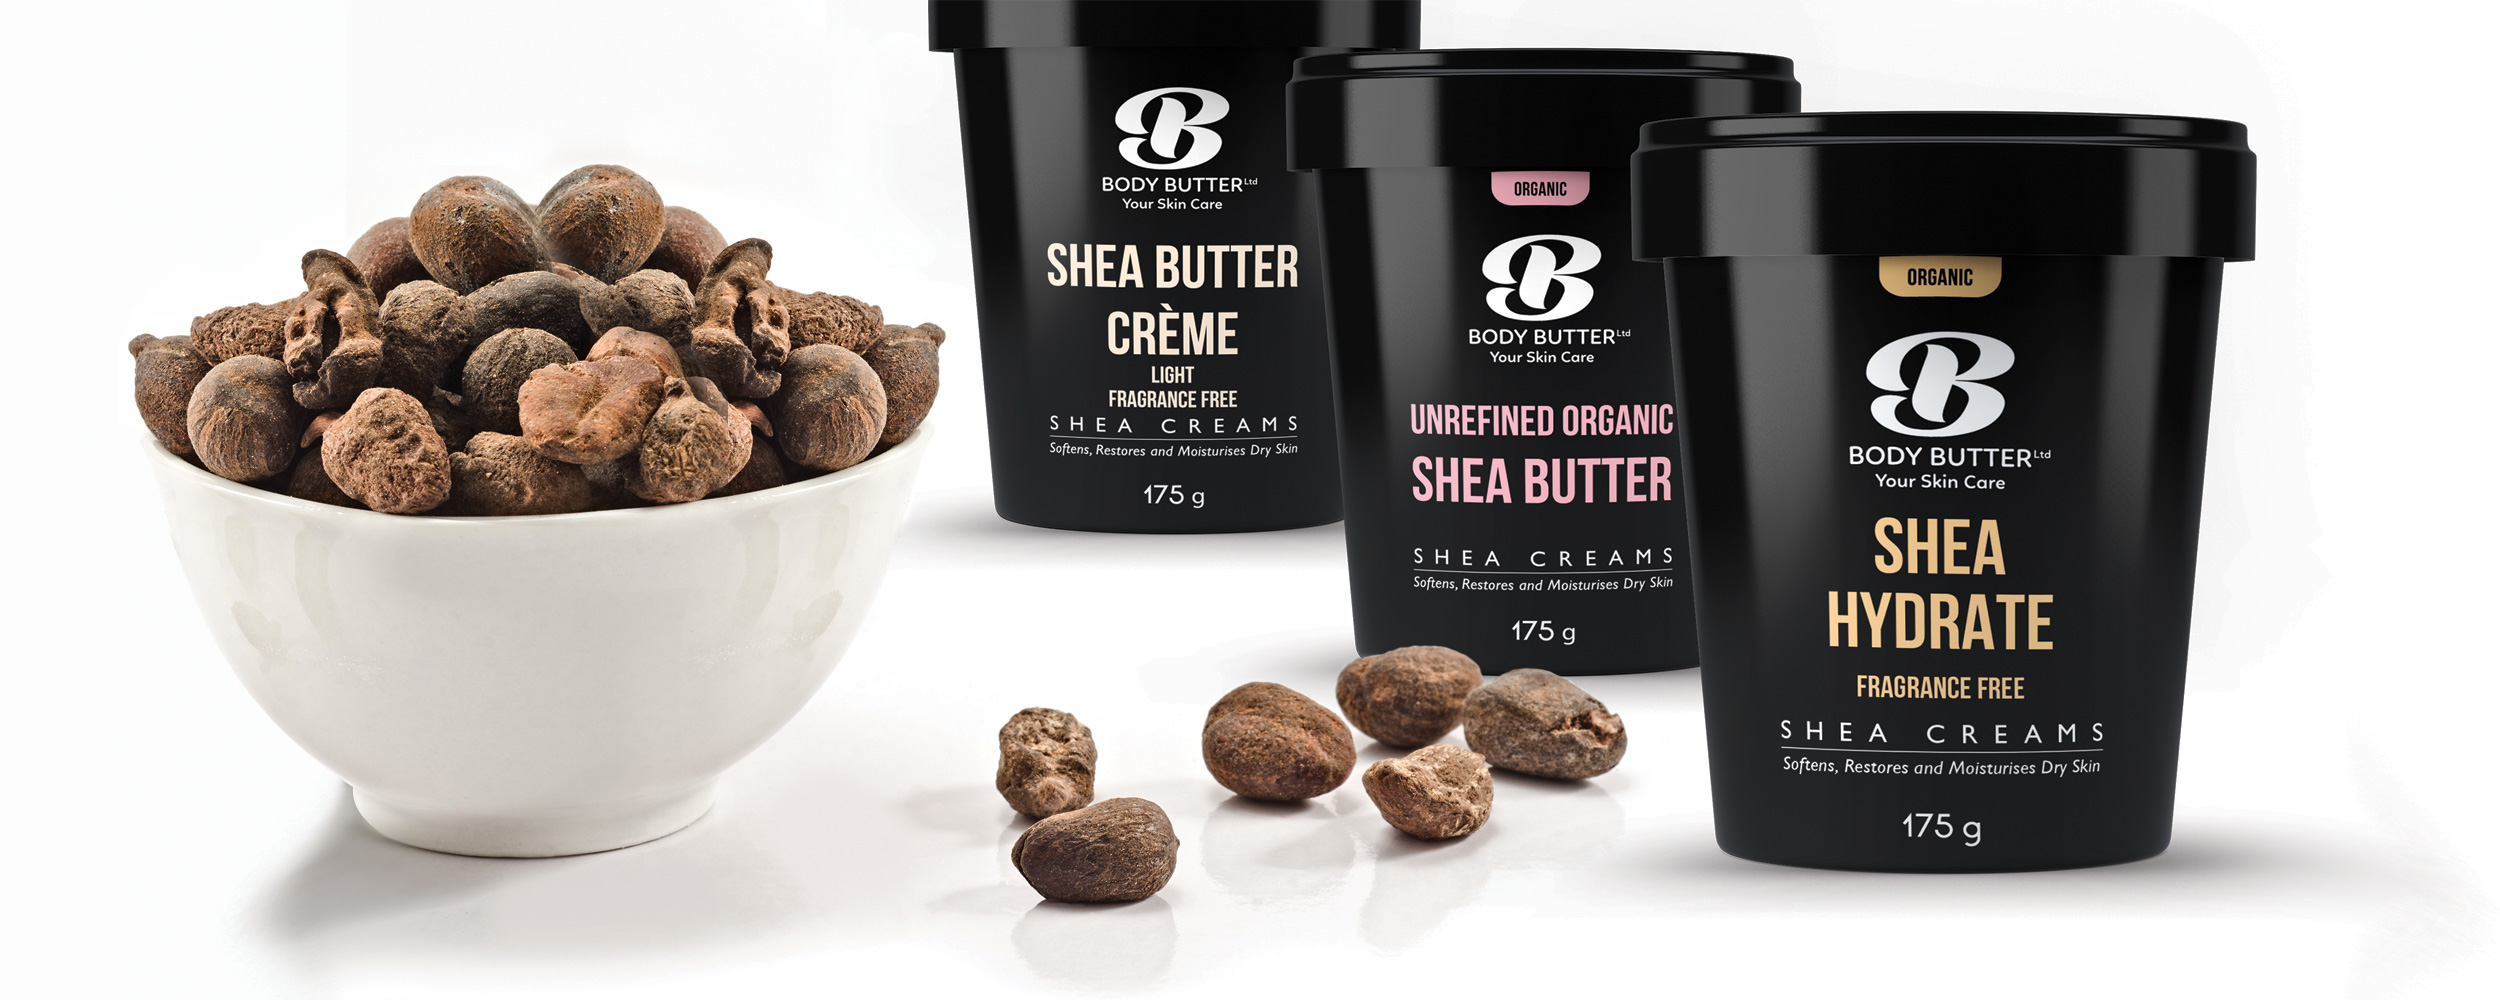 BODY BUTTER Ltd
Your Skin Care
SHEA BUTTER
CRÈME
LIGHT
FRAGRANCE FREE
SHEA CREAMS
Softens, Restores and Moisturises Dry Skin
175 g
ORGANIC
BODY BUTTER Ltd
Your Skin Care
UNREFINED ORGANIC
SHEA BUTTER
SHEA CREAMS
Softens, Restores and Moisturises Dry Skin
175 g
ORGANIC
BODY BUTTER Ltd
Your Skin Care
SHEA
HYDRATE
FRAGRANCE FREE
SHEA CREAMS
Softens, Restores and Moisturises Dry Skin
175 g